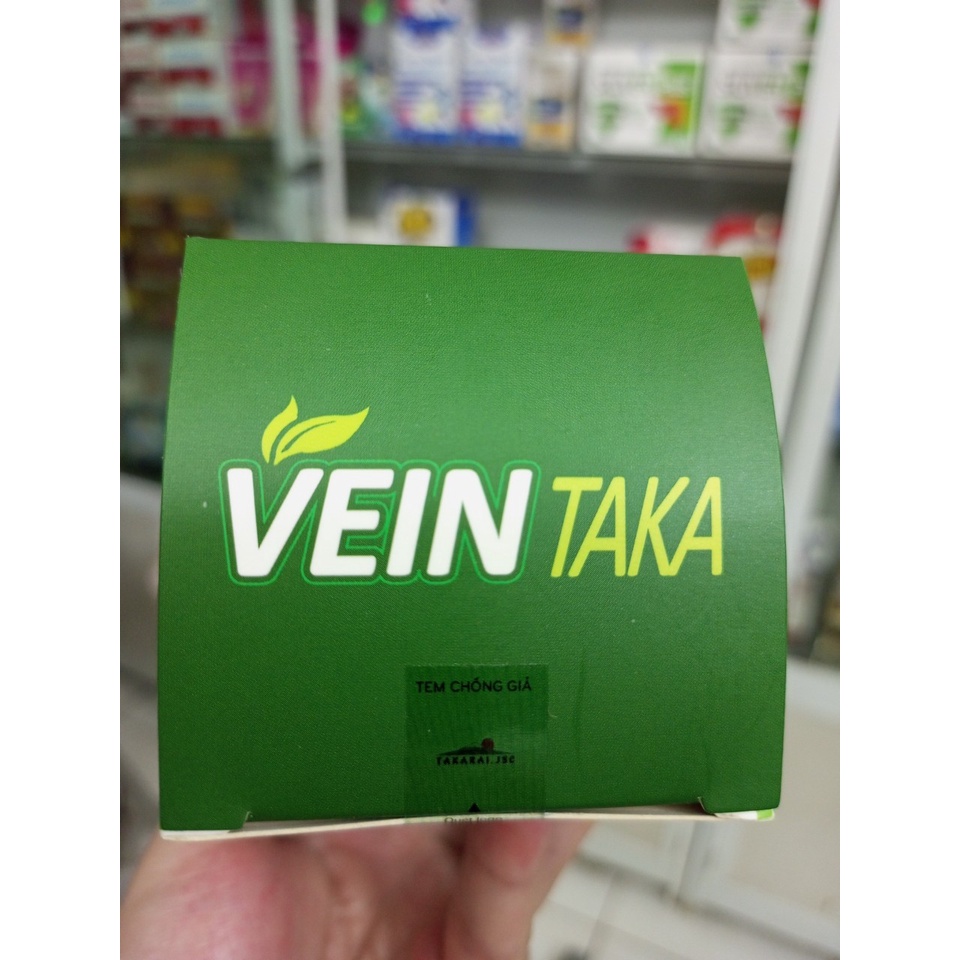 VEIN TAKA
TEM CHỐNG GIẢ
TAKARAI.JSC